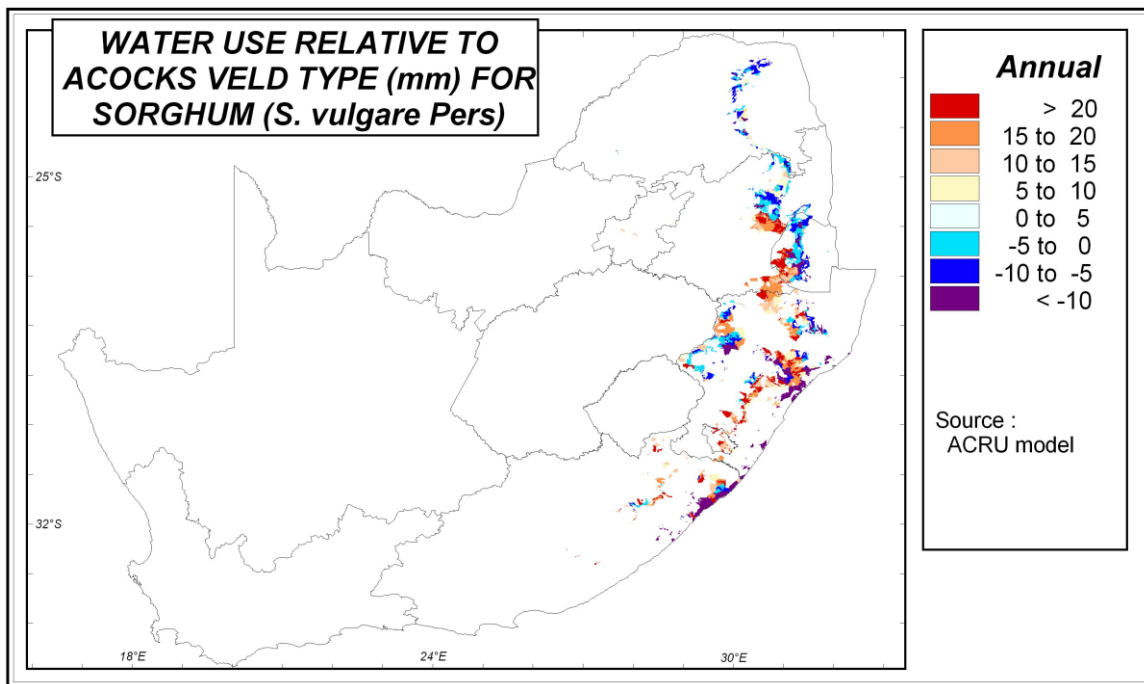 WATER USE RELATIVE TO
ACOCKS VELD TYPE (mm) FOR
SORGHUM (S. vulgare Pers)
Annual
> 20
15 to 20
10 to 15
5 to 10
0 to 5
-5 to 0
-10 to -5
< -10
Source :
ACRU model
25°S
32°S
18°E
24°E
30°E